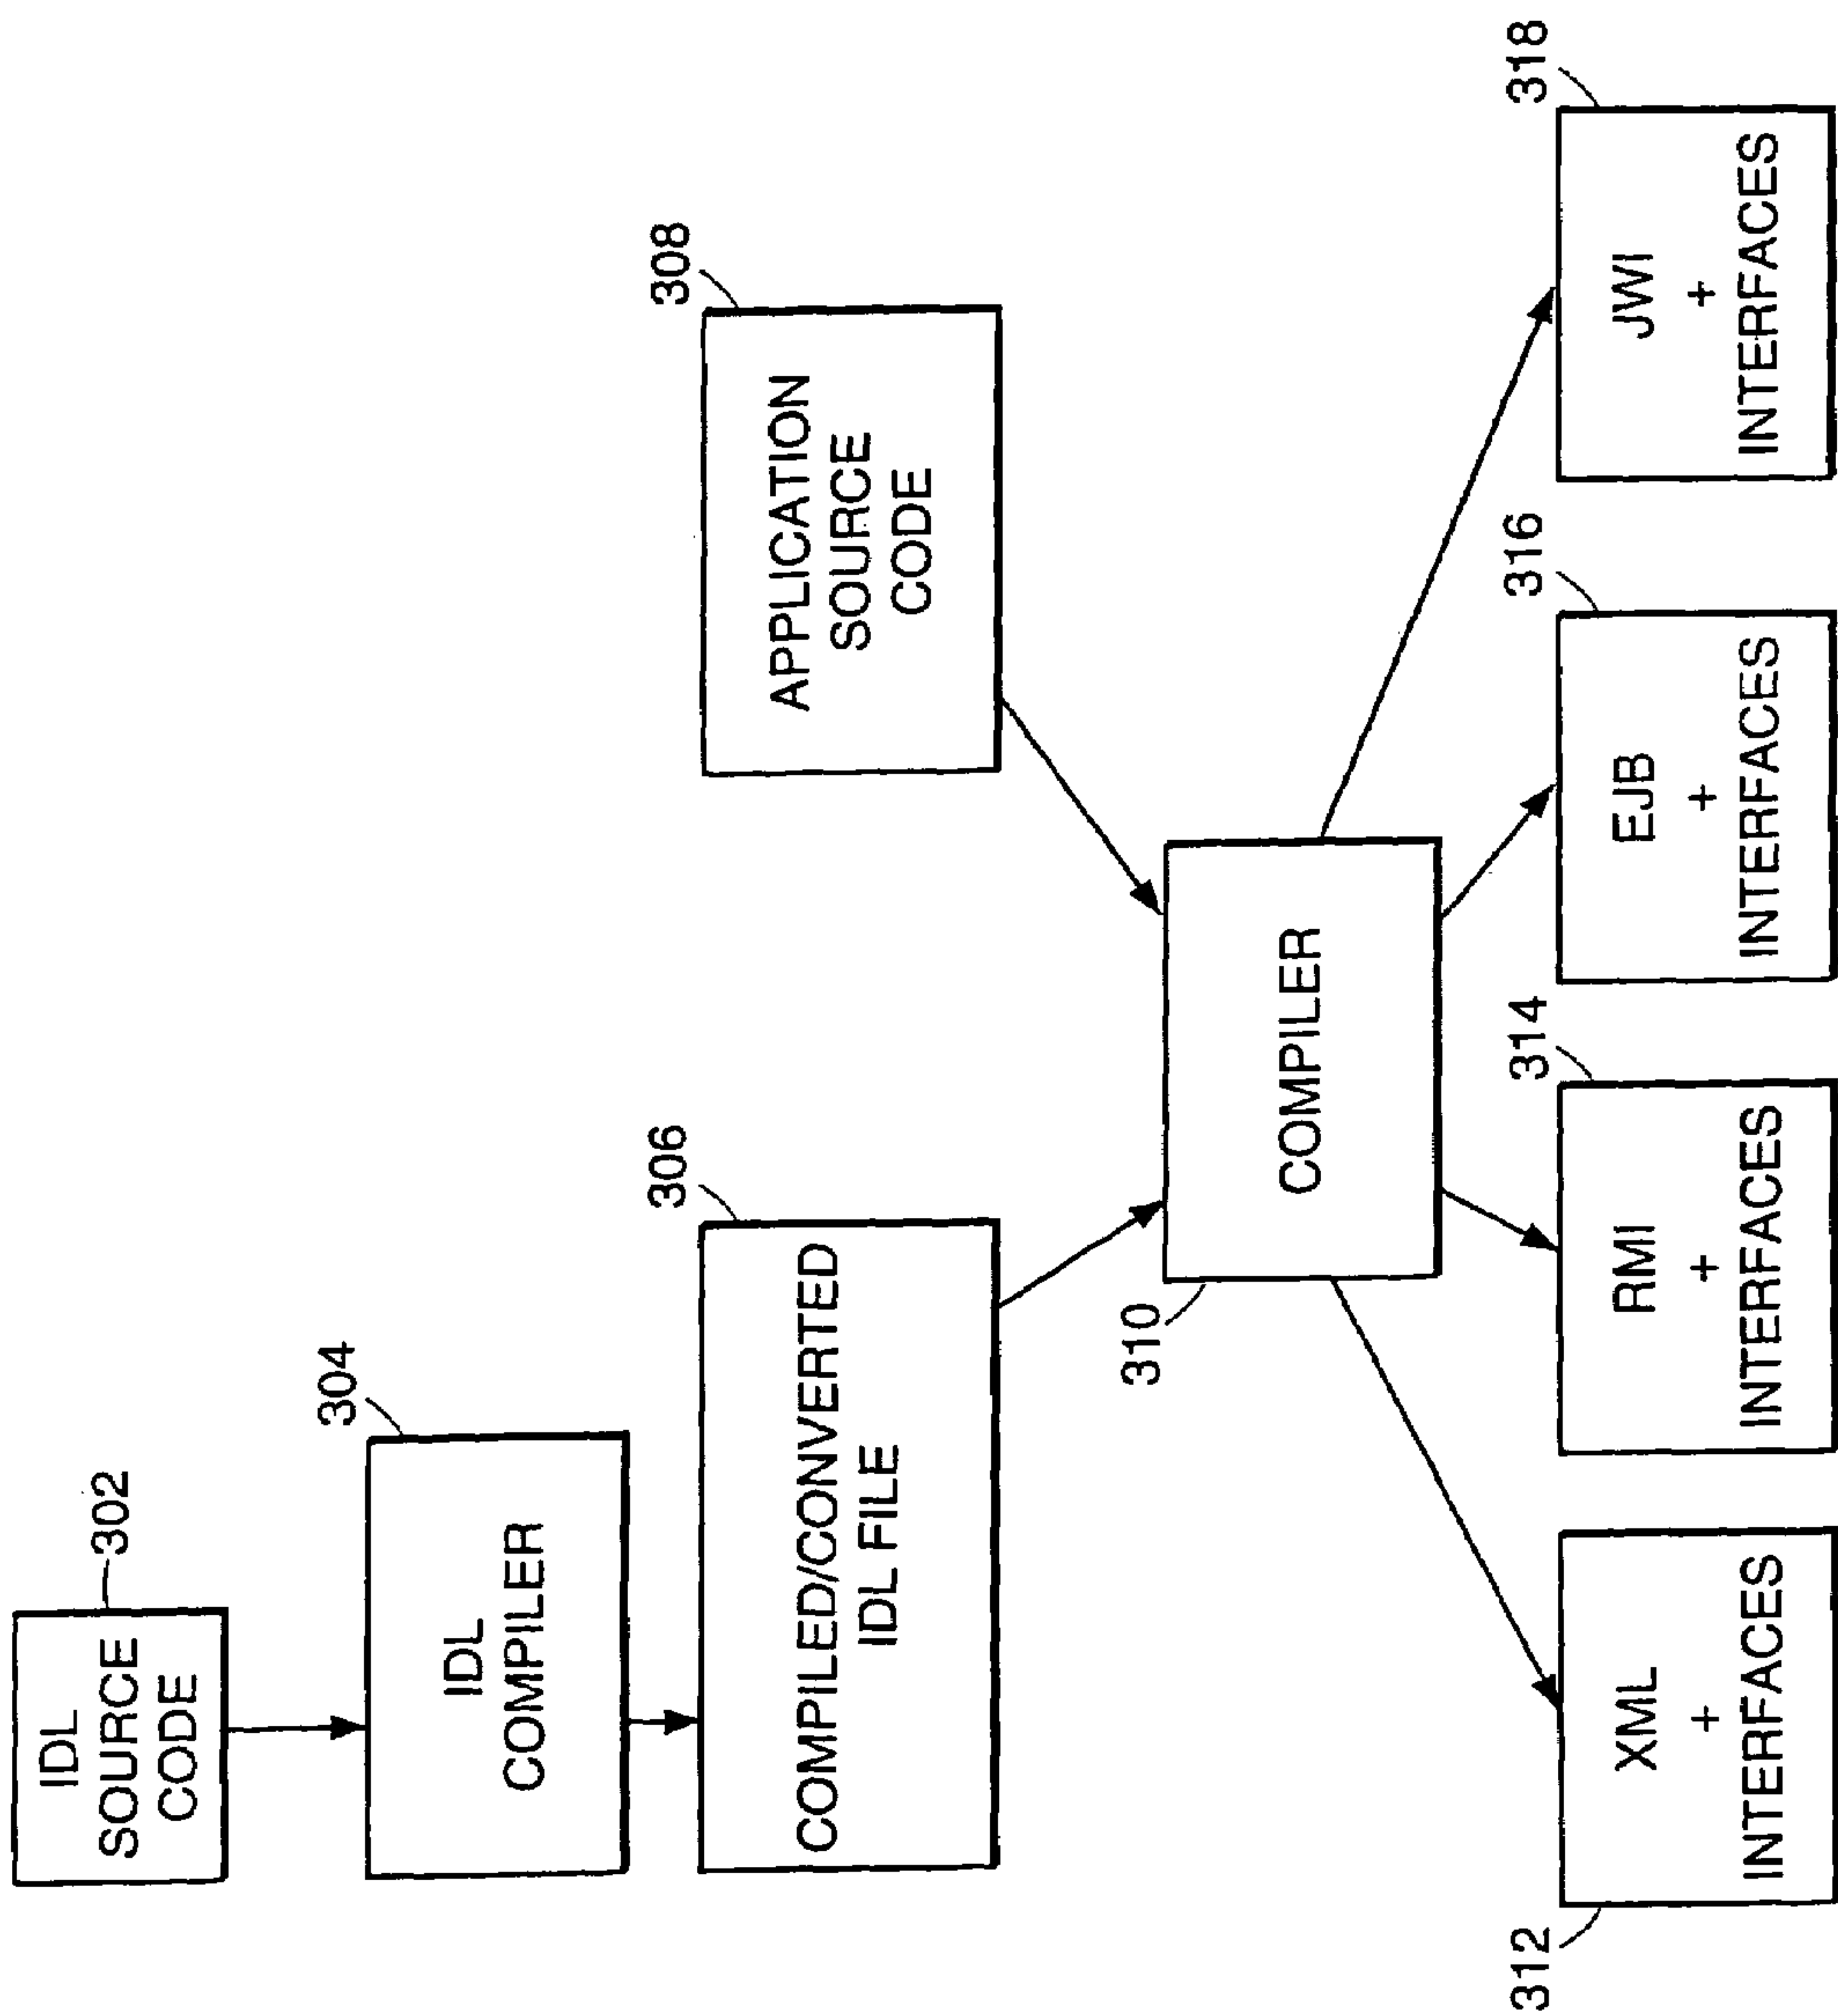 302
IDL
SOURCE
CODE
304
IDL
COMPILER
306
COMPILED/CONVERTED
IDL FILE
308
APPLICATION
SOURCE
CODE
310
COMPILER
312
XML
+
INTERFACES
314
RMI
+
INTERFACES
316
EJB
+
INTERFACES
318
JWI
+
INTERFACES